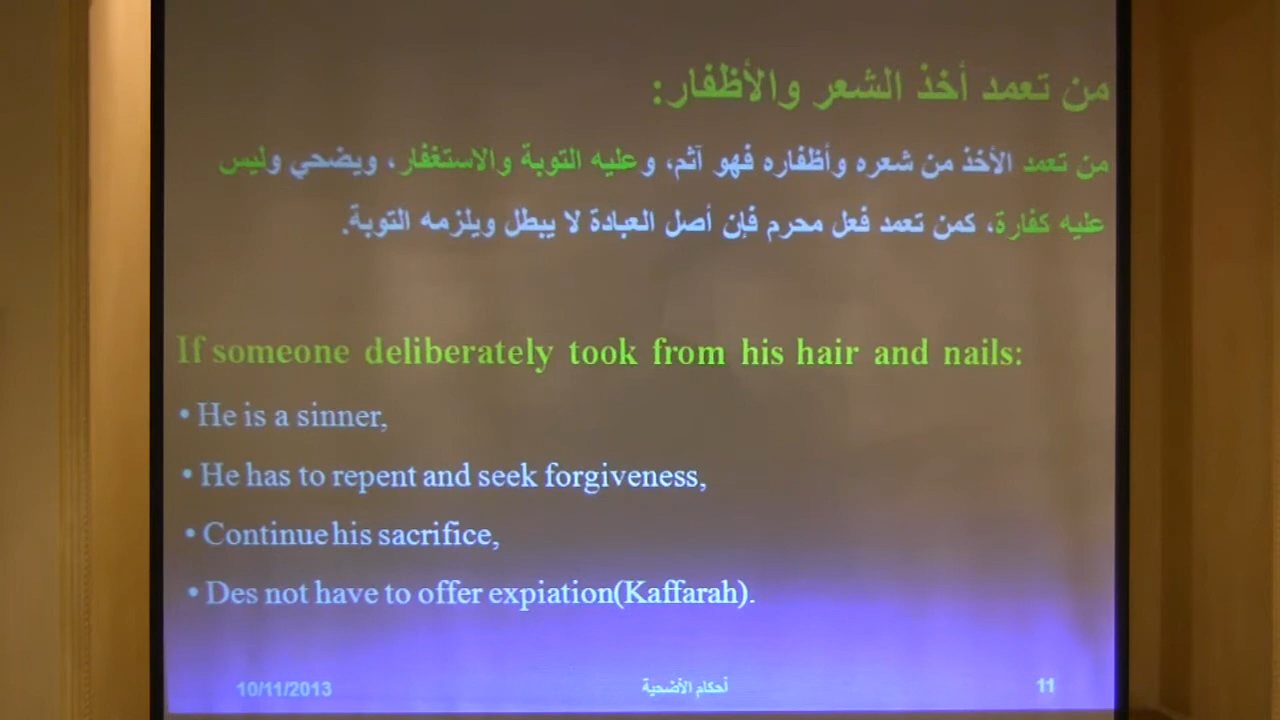 من تعمد أخذ الشعر والأظفار:
من تعمد الأخذ من شعره وأظفاره فهو آثم، وعليه التوبة والاستغفار، ويضحي وليس
عليه كفارة، كمن تعمد فعل محرم فإن أصل العبادة لا يبطل ويلزمه التوبة.
If someone deliberately took from his hair and nails:
• He is a sinner,
• He has to repent and seek forgiveness,
• Continue his sacrifice,
• Des not have to offer expiation(Kaffarah).
10/11/2013 أحكام الأضحية 11